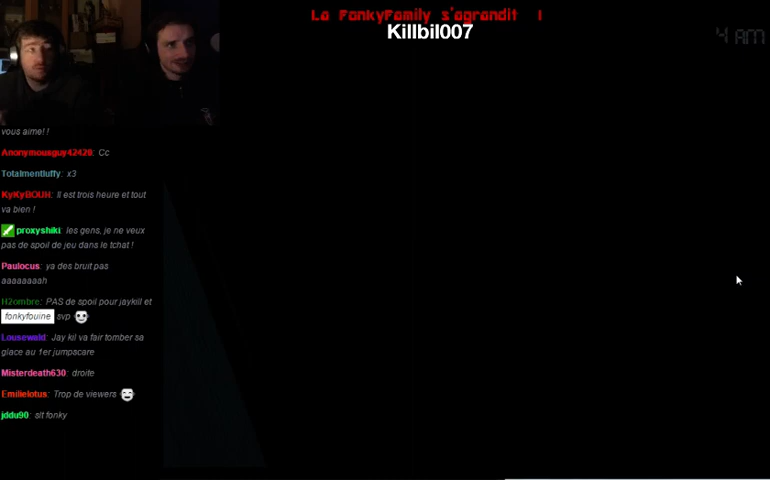 La FonkyFamily s'agrandit !
Killbil007
4 AM
vous aime! !
Anonymousguy42420: Cc
Totalmentluffy: x3
KyKyBOUH: Il est trois heure et tout
va bien !
proxyshiki: les gens, je ne veux
pas de spoil de jeu dans le tchat !
Paulocus: ya des bruit pas
aaaaaaaah
H2ombre: PAS de spoil pour jaykill et
fonkyfouine svp
Lousewald: Jay kil va fair tomber sa
glace au 1er jumpscare
Misterdeath630: droite
Emilielotus: Trop de viewers
jddu90: slt fonky